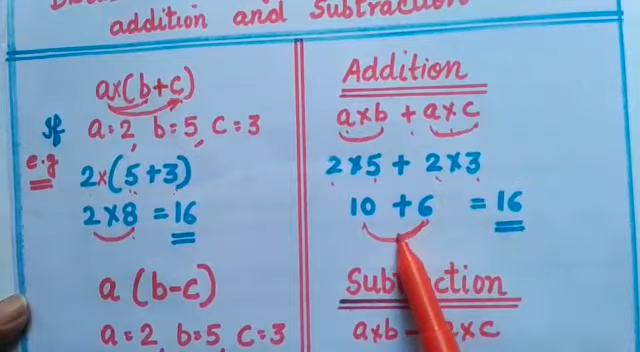 addition and Subtraction
a×(b+c)
If a=2, b=5, c=3
e.g 2×(5+3)
2×8 = 16
a (b-c)
a=2, b=5, c=3
Addition
a×b + a×c
2×5 + 2×3
10 + 6 = 16
a×b - a×c